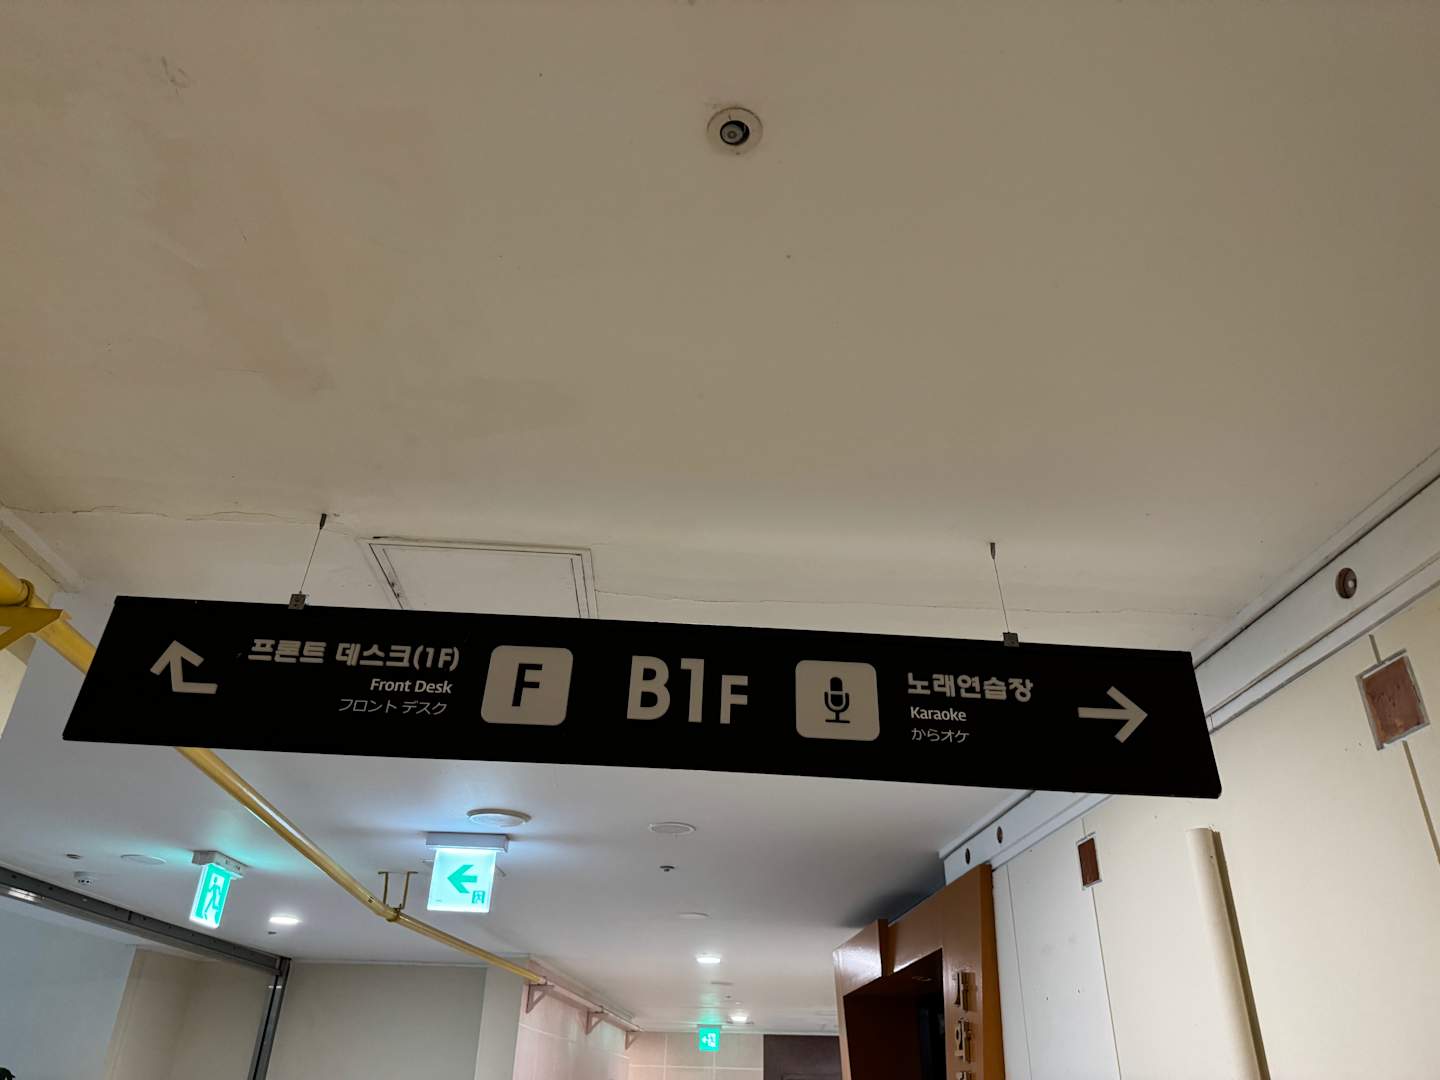 프론트 데스크(1F)
Front Desk
フロント デスク
F
B1F
노래연습장
Karaoke
からオケ